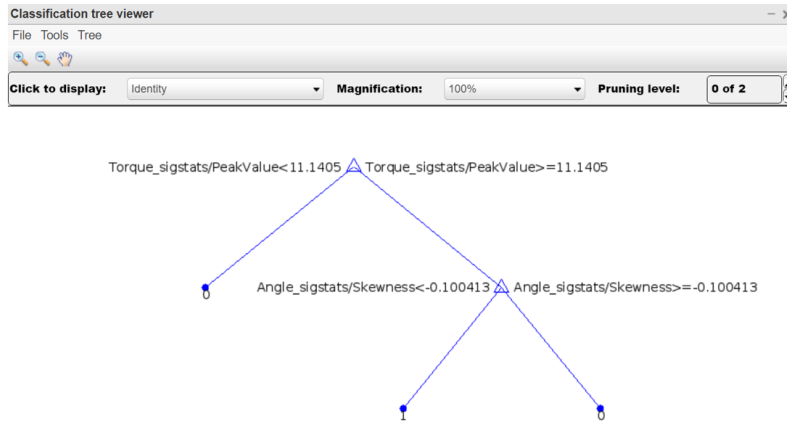 Classification tree viewer
File Tools Tree
Click to display: Identity Magnification: 100% Pruning level: 0 of 2
Torque_sigstats/PeakValue<11.1405 Torque_sigstats/PeakValue>=11.1405
0 Angle_sigstats/Skewness<-0.100413 Angle_sigstats/Skewness>=-0.100413
1 0